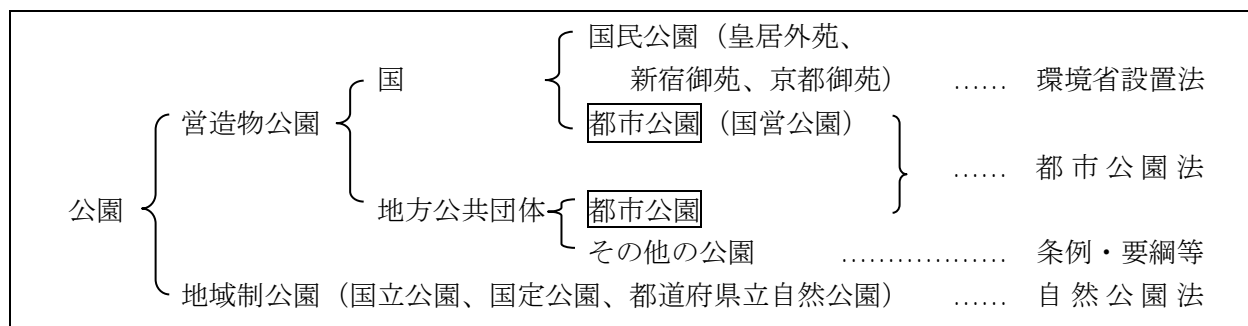 国民公園（皇居外苑、
国 新宿御苑、京都御苑） …… 環境省設置法
営造物公園 都市公園（国営公園）
…… 都市公園法
公園 地方公共団体 都市公園
その他の公園 ……………… 条例・要綱等
地域制公園（国立公園、国定公園、都道府県立自然公園） …… 自然公園法